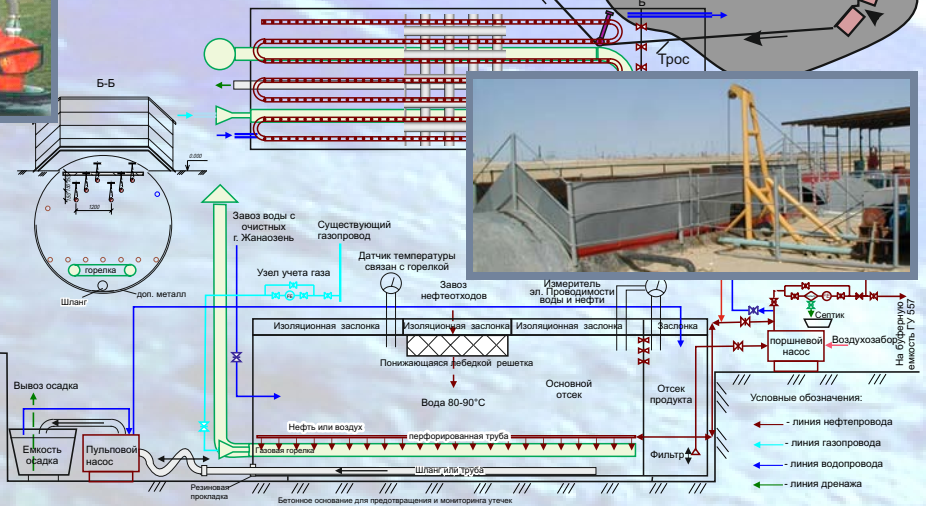 Б
Трос
Б-Б
0.000
1200
горелка
Шланг
доп. металл
Завоз воды с
очистных
г. Жанаозень
Существующий
газопровод
Узел учета газа
Датчик температуры
связан с горелкой
Завоз
нефтеотходов
Измеритель
эл. Проводимости
воды и нефти
Изоляционная заслонка
Изоляционная заслонка
Изоляционная заслонка
Заслонка
Понижающаяся лебедкой решетка
Вода 80-90°С
Основной
отсек
Отсек
продукта
Нефть или воздух
перфорированная труба
Газовая горелка
Фильтр
Шланг или труба
Резиновая
прокладка
Бетонное основание для предотвращения и мониторинга утечек
Вывоз осадка
Емкость
осадка
Пульповой
насос
Септик
поршневой
насос
Воздухозабор
На буферную
емкость ГУ 557
Условные обозначения:
- линия нефтепровода
- линия газопровода
- линия водопровода
- линия дренажа